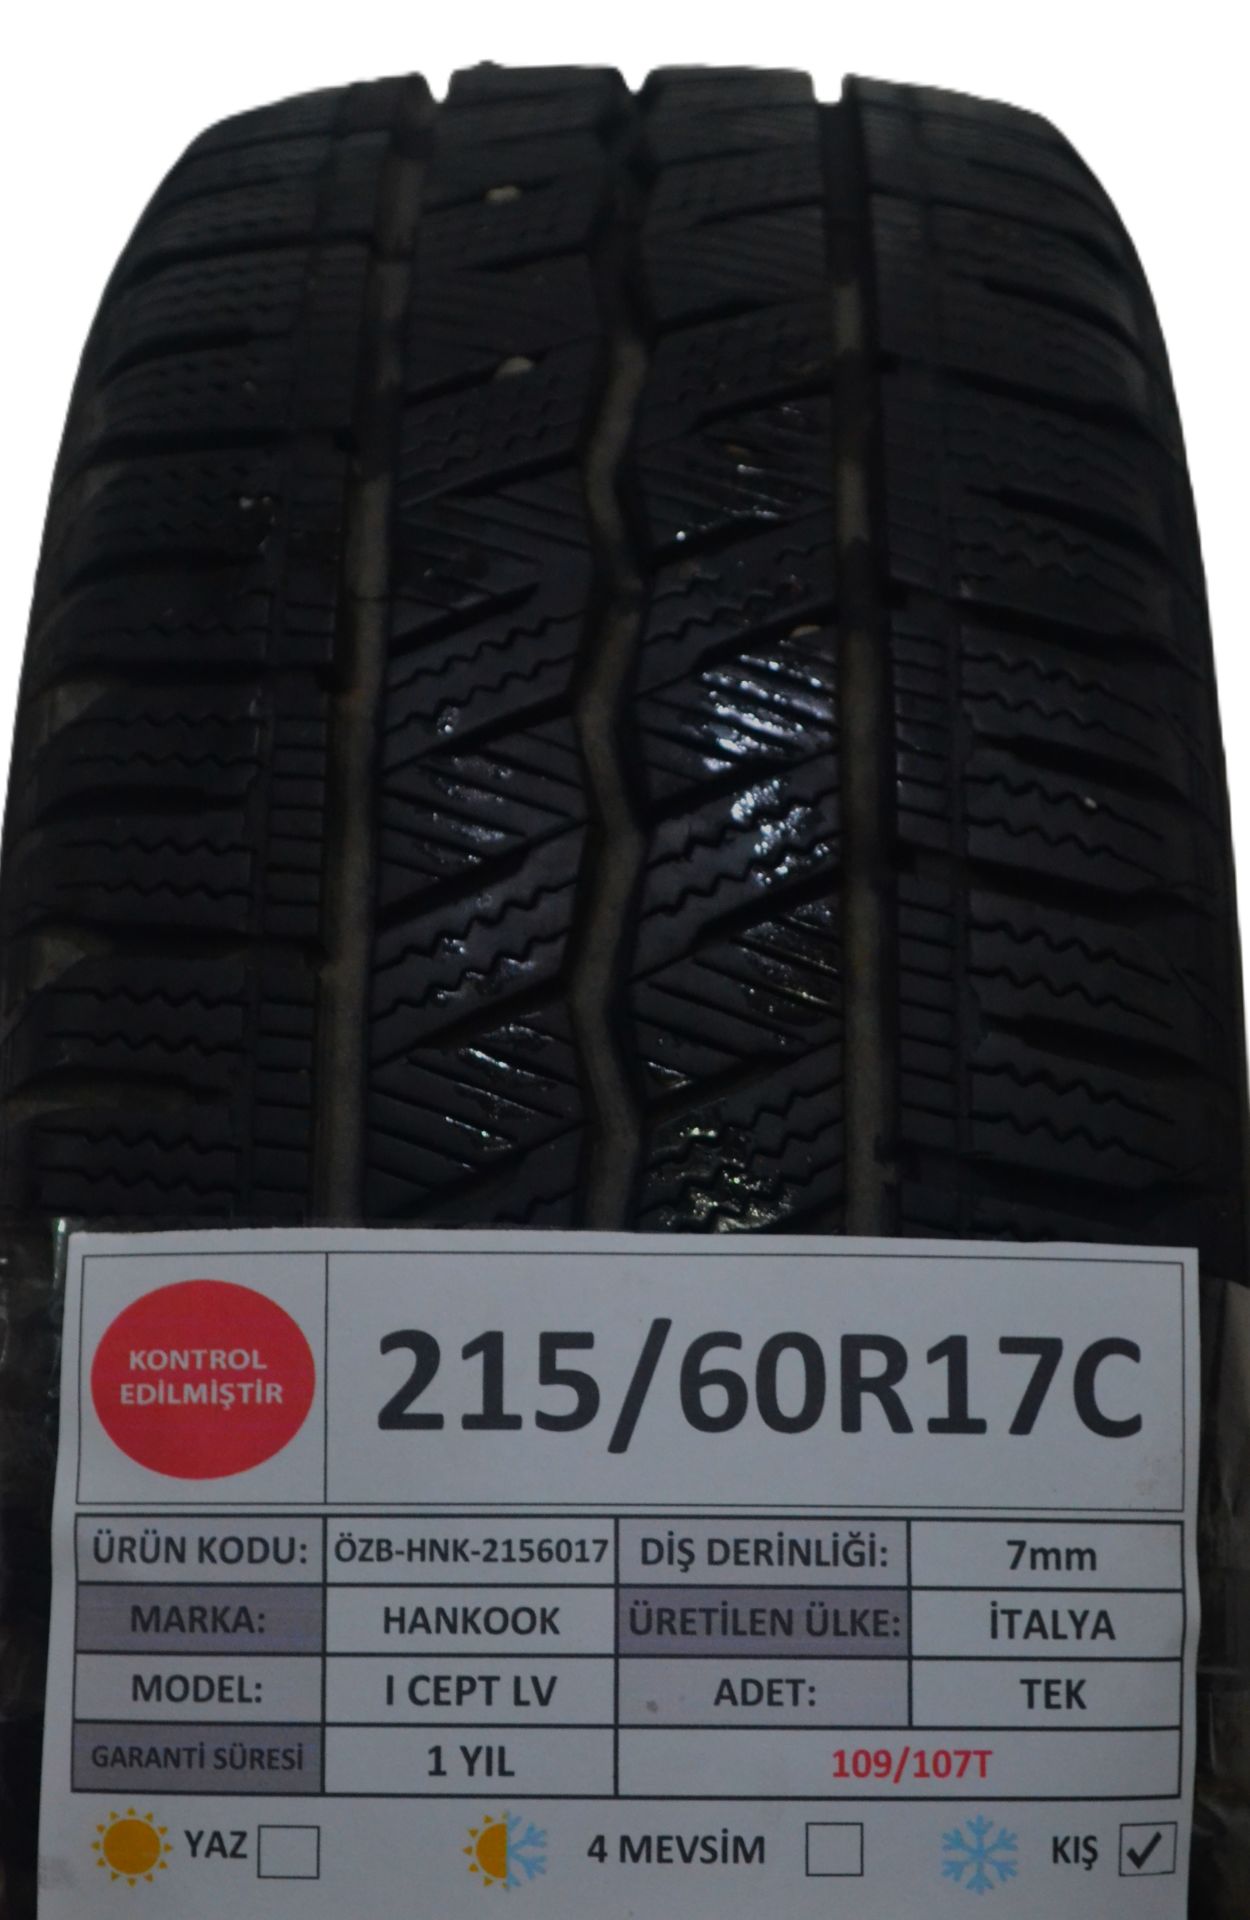 KONTROL
EDİLMİŞTİR
215/60R17C
ÜRÜN KODU: ÖZB-HNK-2156017 DİŞ DERİNLİĞİ: 7mm
MARKA: HANKOOK ÜRETİLEN ÜLKE: İTALYA
MODEL: I CEPT LV ADET: TEK
GARANTİ SÜRESİ 1 YIL 109/107T
YAZ 4 MEVSİM KIŞ